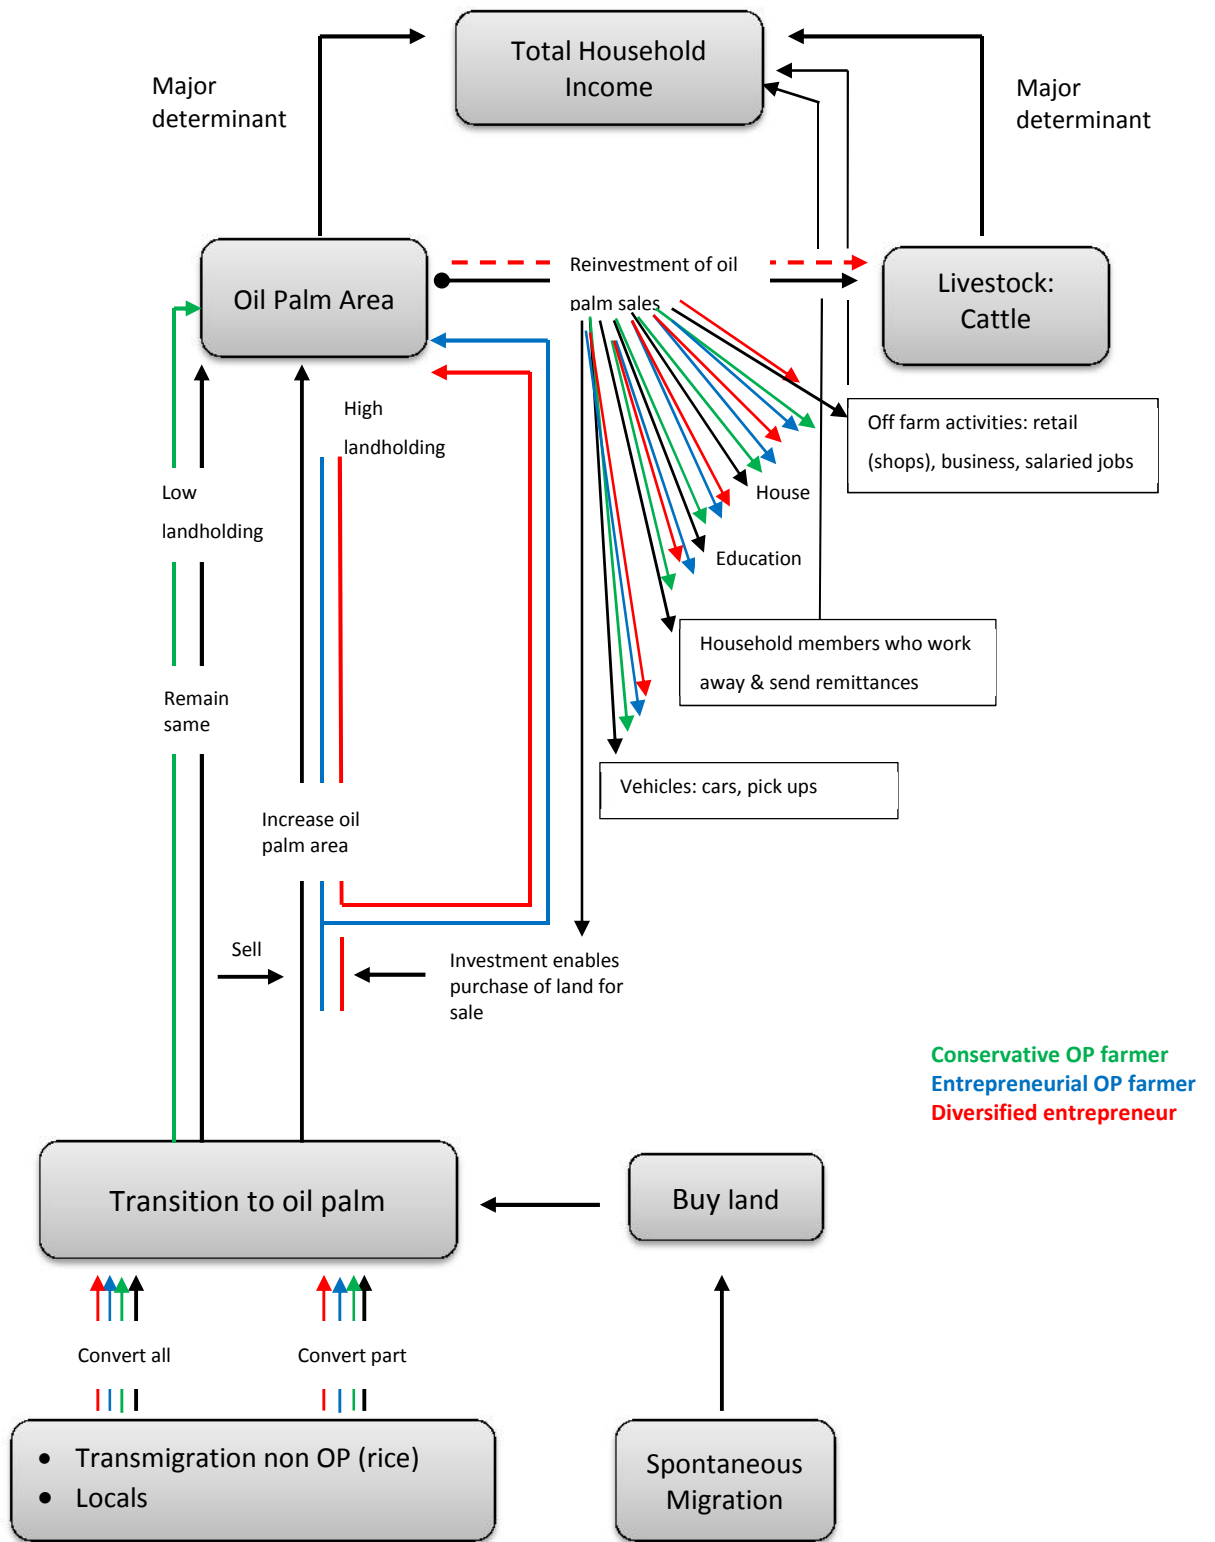 Total Household
Income
Major
determinant
Major
determinant
Oil Palm Area
Reinvestment of oil
palm sales
Livestock:
Cattle
High
landholding
Off farm activities: retail
(shops), business, salaried jobs
Low
landholding
House
Education
Household members who work
away & send remittances
Remain
same
Vehicles: cars, pick ups
Increase oil
palm area
Sell
Investment enables
purchase of land for
sale
Conservative OP farmer
Entrepreneurial OP farmer
Diversified entrepreneur
Transition to oil palm
Buy land
Convert all
Convert part
• Transmigration non OP (rice)
• Locals
Spontaneous
Migration